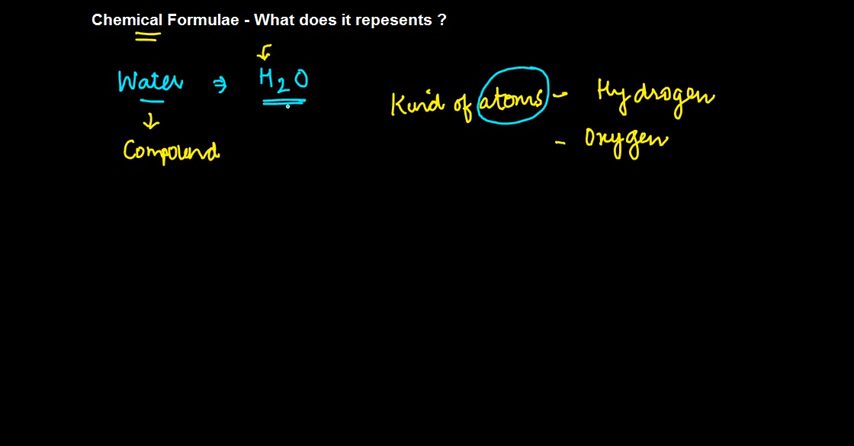 Chemical Formulae - What does it repesents ?
Water ⇒ H2O
Kind of atoms - Hydrogen
- Oxygen
Compound